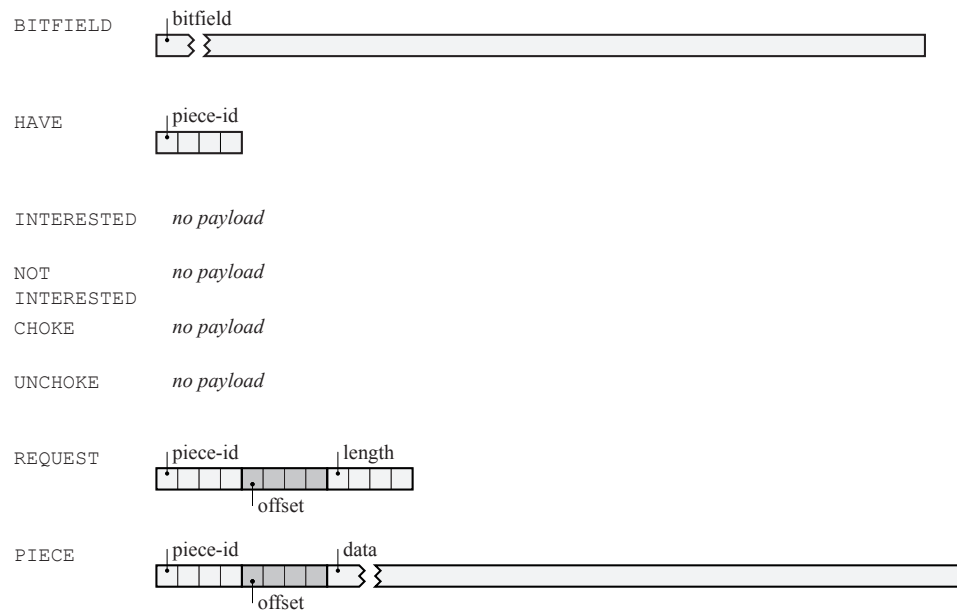 BITFIELD
bitfield
HAVE
piece-id
INTERESTED no payload
NOT no payload
INTERESTED
CHOKE no payload
UNCHOKE no payload
REQUEST
piece-id length
offset
PIECE
piece-id data
offset